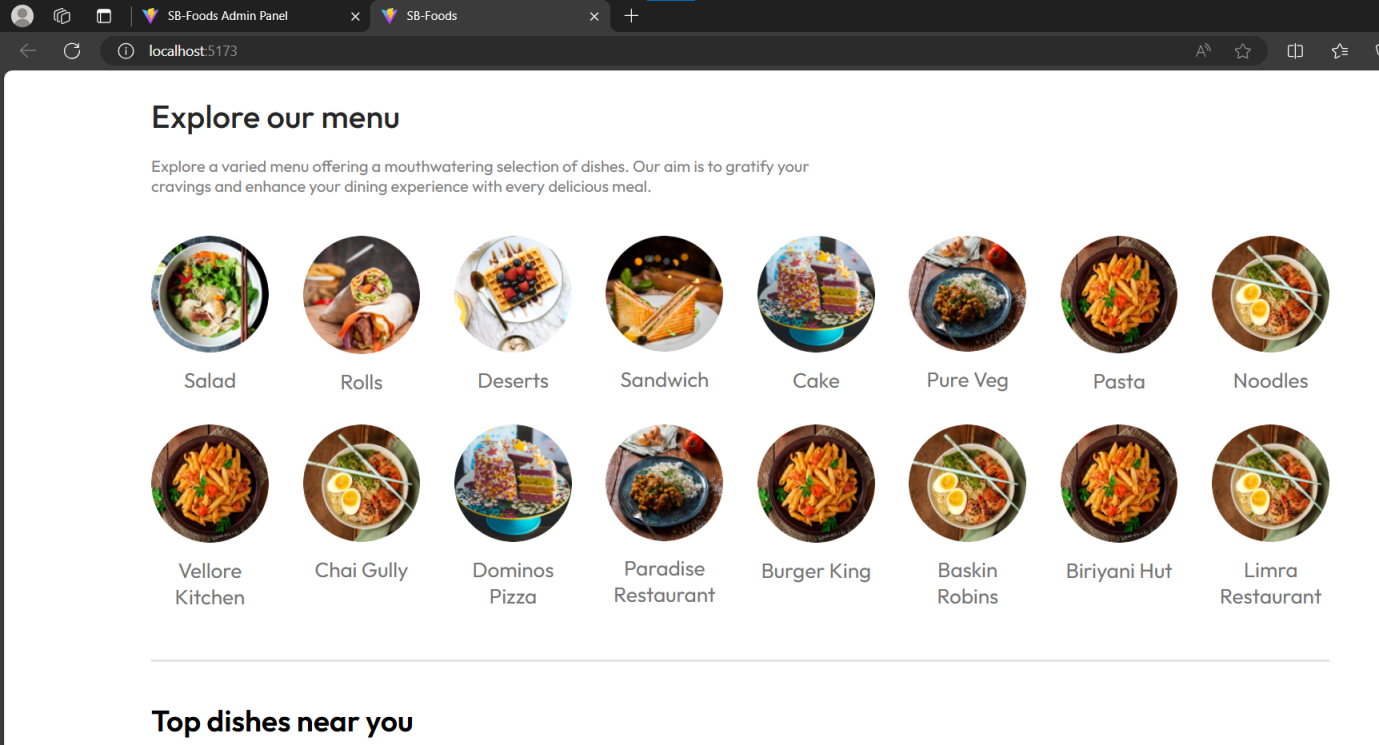 SB-Foods Admin Panel
SB-Foods
localhost:5173
Explore our menu
Explore a varied menu offering a mouthwatering selection of dishes. Our aim is to gratify your
cravings and enhance your dining experience with every delicious meal.
Salad
Rolls
Deserts
Sandwich
Cake
Pure Veg
Pasta
Noodles
Vellore
Kitchen
Chai Gully
Dominos
Pizza
Paradise
Restaurant
Burger King
Baskin
Robins
Biriyani Hut
Limra
Restaurant
Top dishes near you